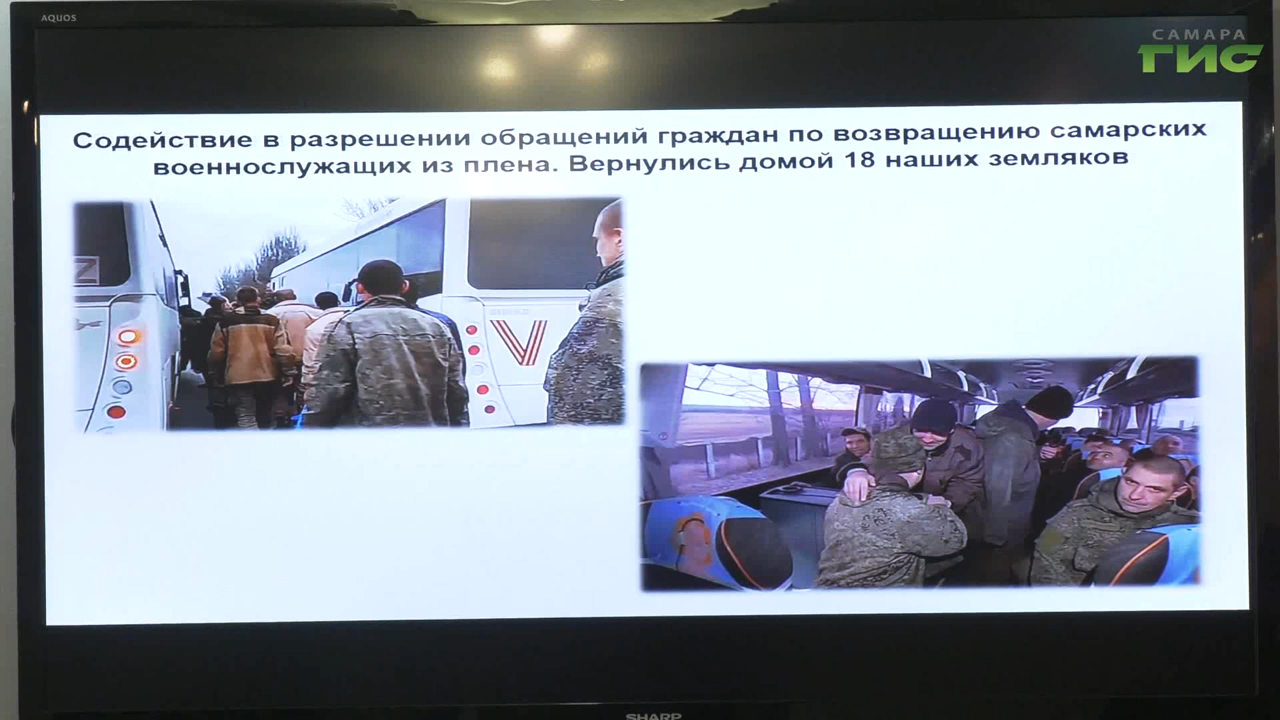 AQUOS
САМАРА
ГИС
Содействие в разрешении обращений граждан по возвращению самарских
военнослужащих из плена. Вернулись домой 18 наших земляков
Z
V
SHARP